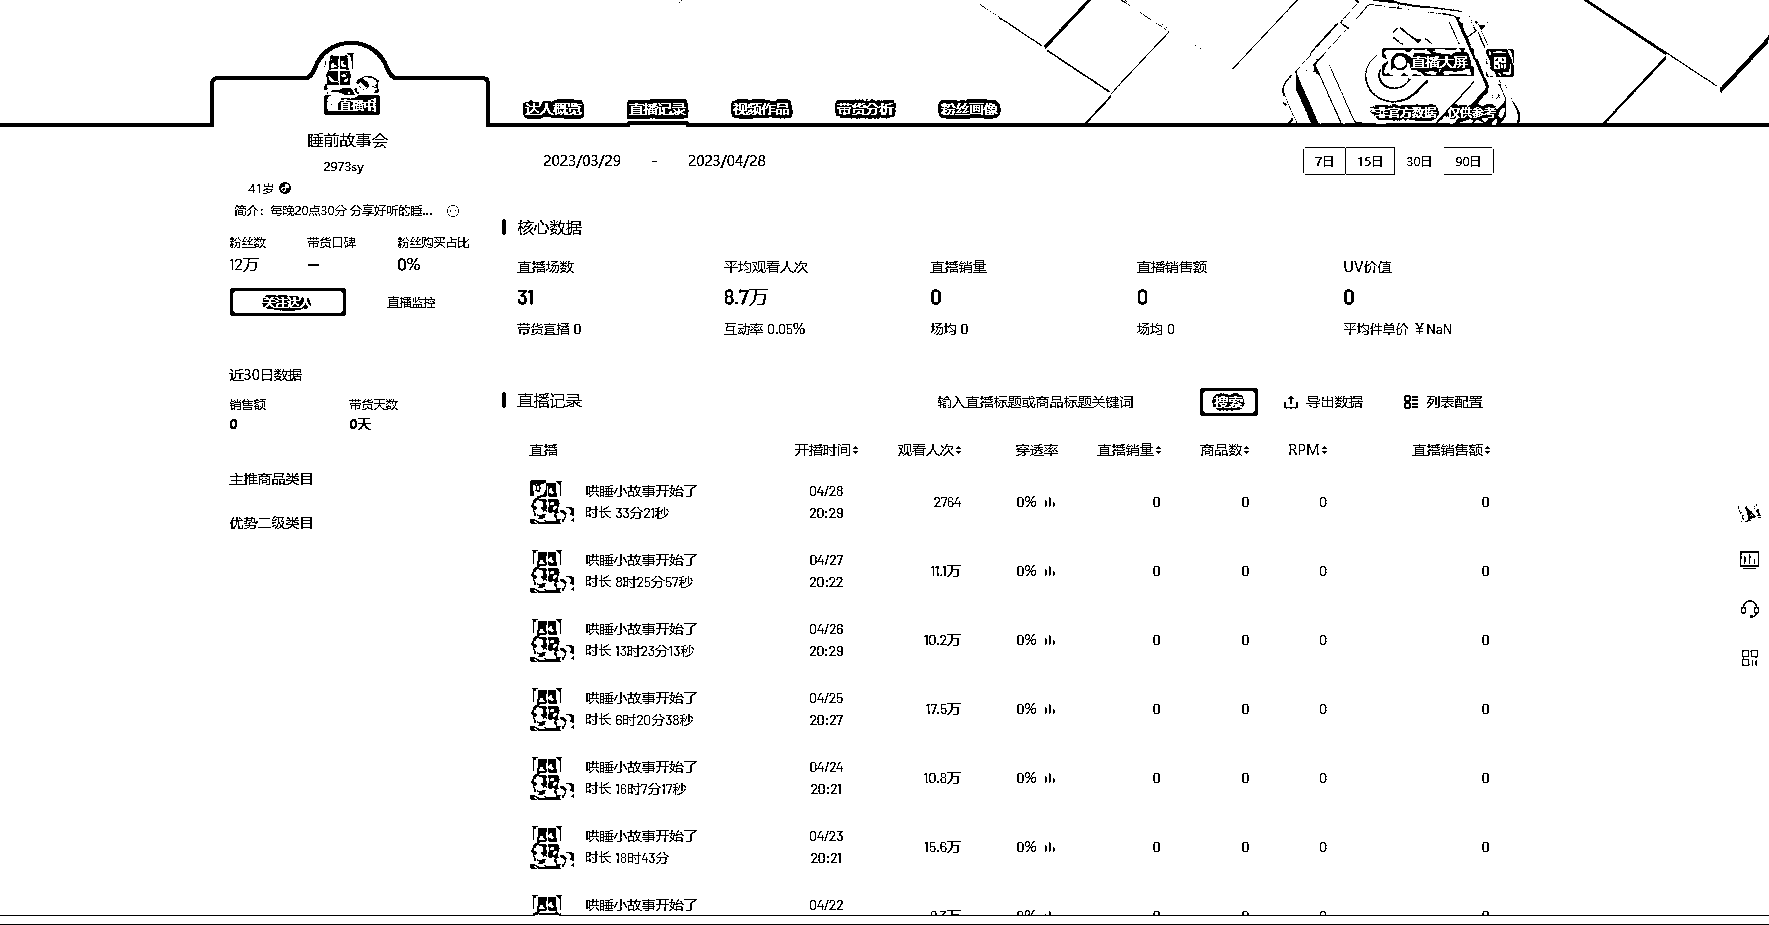 直播大屏
达人概览 直播记录 视频作品 带货分析 粉丝画像
非官方数据 仅供参考
直播中
睡前故事会
2973sy
41岁
简介：每晚20点30分 分享好听的睡...
粉丝数 带货口碑 粉丝购买占比
12万 — 0%
关注达人 直播监控
近30日数据
销售额 带货天数
0 0天
主推商品类目
优势二级类目
2023/03/29 - 2023/04/28
7日 15日 30日 90日
核心数据
直播场数 平均观看人次 直播销量 直播销售额 UV价值
31 8.7万 0 0 0
带货直播 0 互动率 0.05% 场均 0 场均 0 平均件单价 ￥NaN
直播记录 输入直播标题或商品标题关键词 搜索 导出数据 列表配置
直播 开播时间 观看人次 穿透率 直播销量 商品数 RPM 直播销售额
哄睡小故事开始了 04/28
时长 33分21秒 20:29 2764 0% 0 0 0 0
哄睡小故事开始了 04/27
时长 8时25分57秒 20:22 11.1万 0% 0 0 0 0
哄睡小故事开始了 04/26
时长 13时23分13秒 20:29 10.2万 0% 0 0 0 0
哄睡小故事开始了 04/25
时长 6时20分38秒 20:27 17.5万 0% 0 0 0 0
哄睡小故事开始了 04/24
时长 16时7分17秒 20:21 10.8万 0% 0 0 0 0
哄睡小故事开始了 04/23
时长 18时43分 20:21 15.6万 0% 0 0 0 0
哄睡小故事开始了 04/22